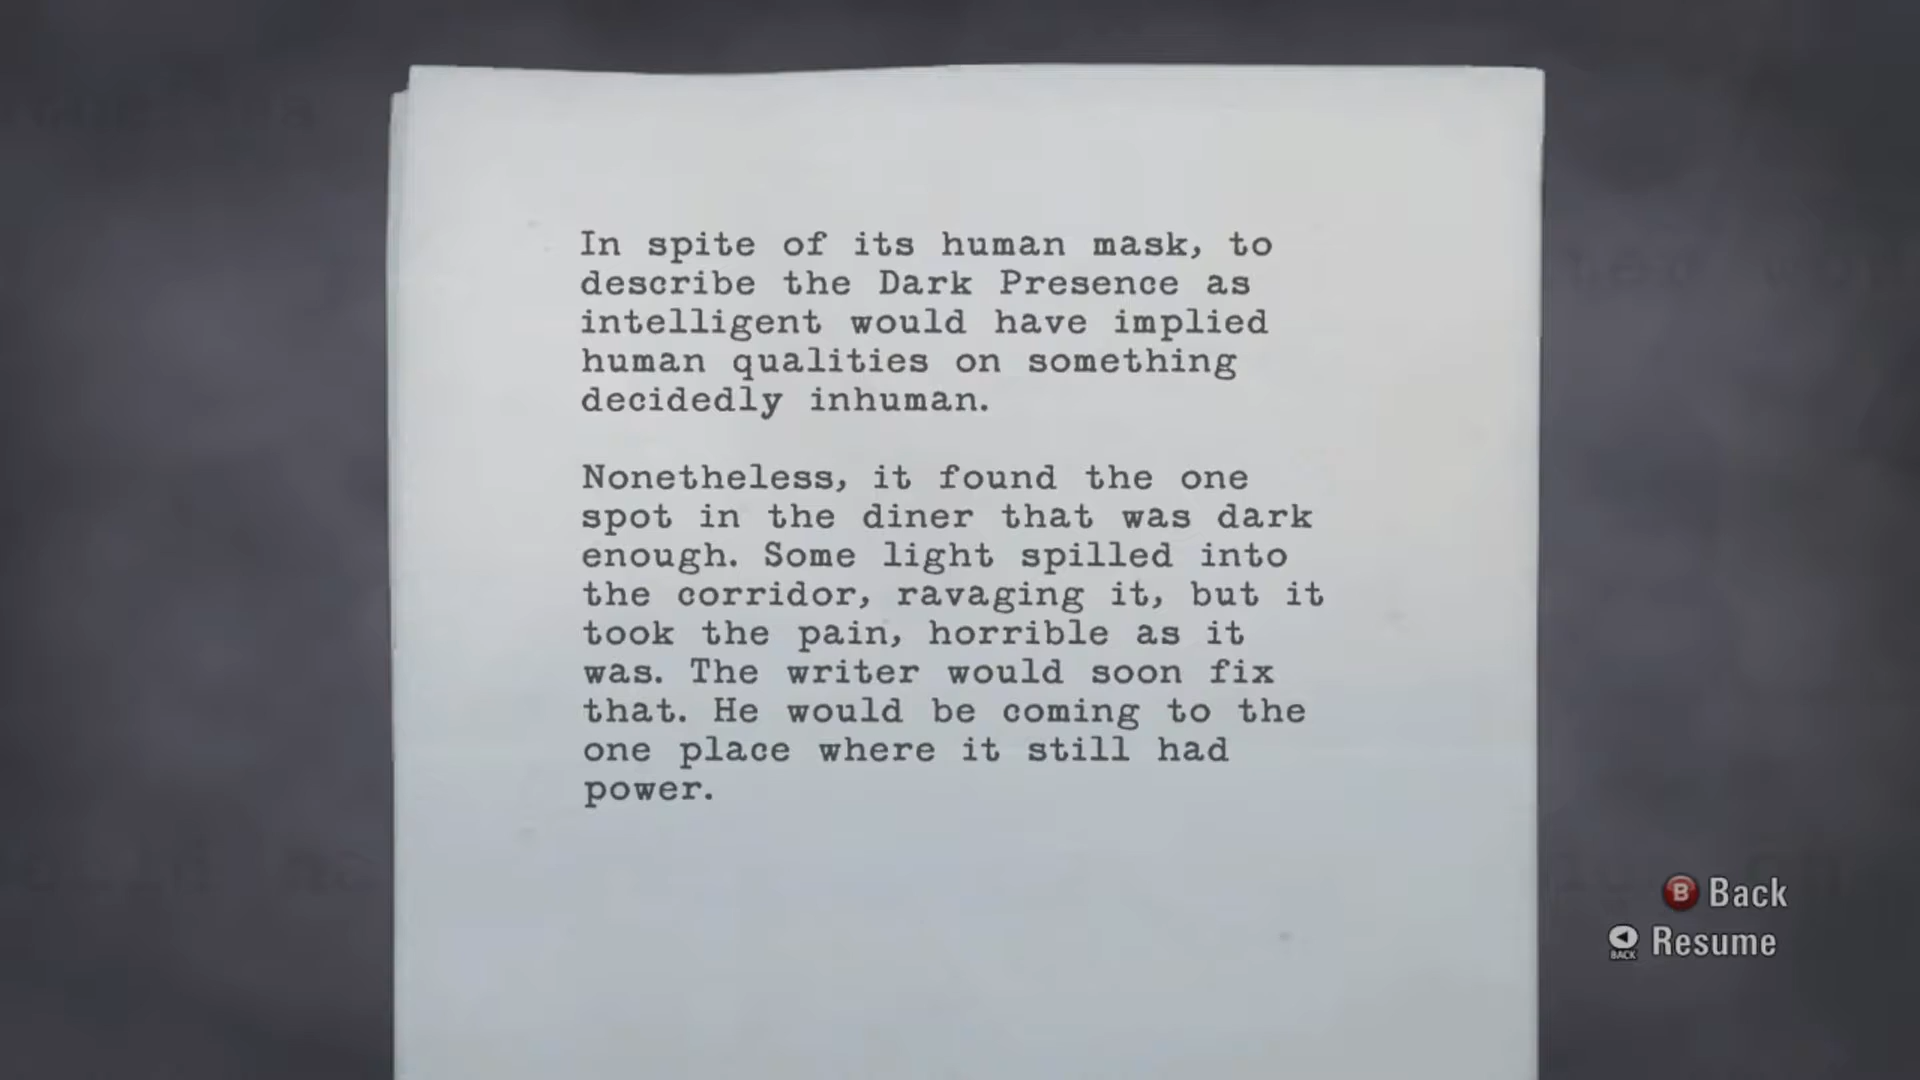 In spite of its human mask, to
describe the Dark Presence as
intelligent would have implied
human qualities on something
decidedly inhuman.
Nonetheless, it found the one
spot in the diner that was dark
enough. Some light spilled into
the corridor, ravaging it, but it
took the pain, horrible as it
was. The writer would soon fix
that. He would be coming to the
one place where it still had
power.
B Back
BACK Resume